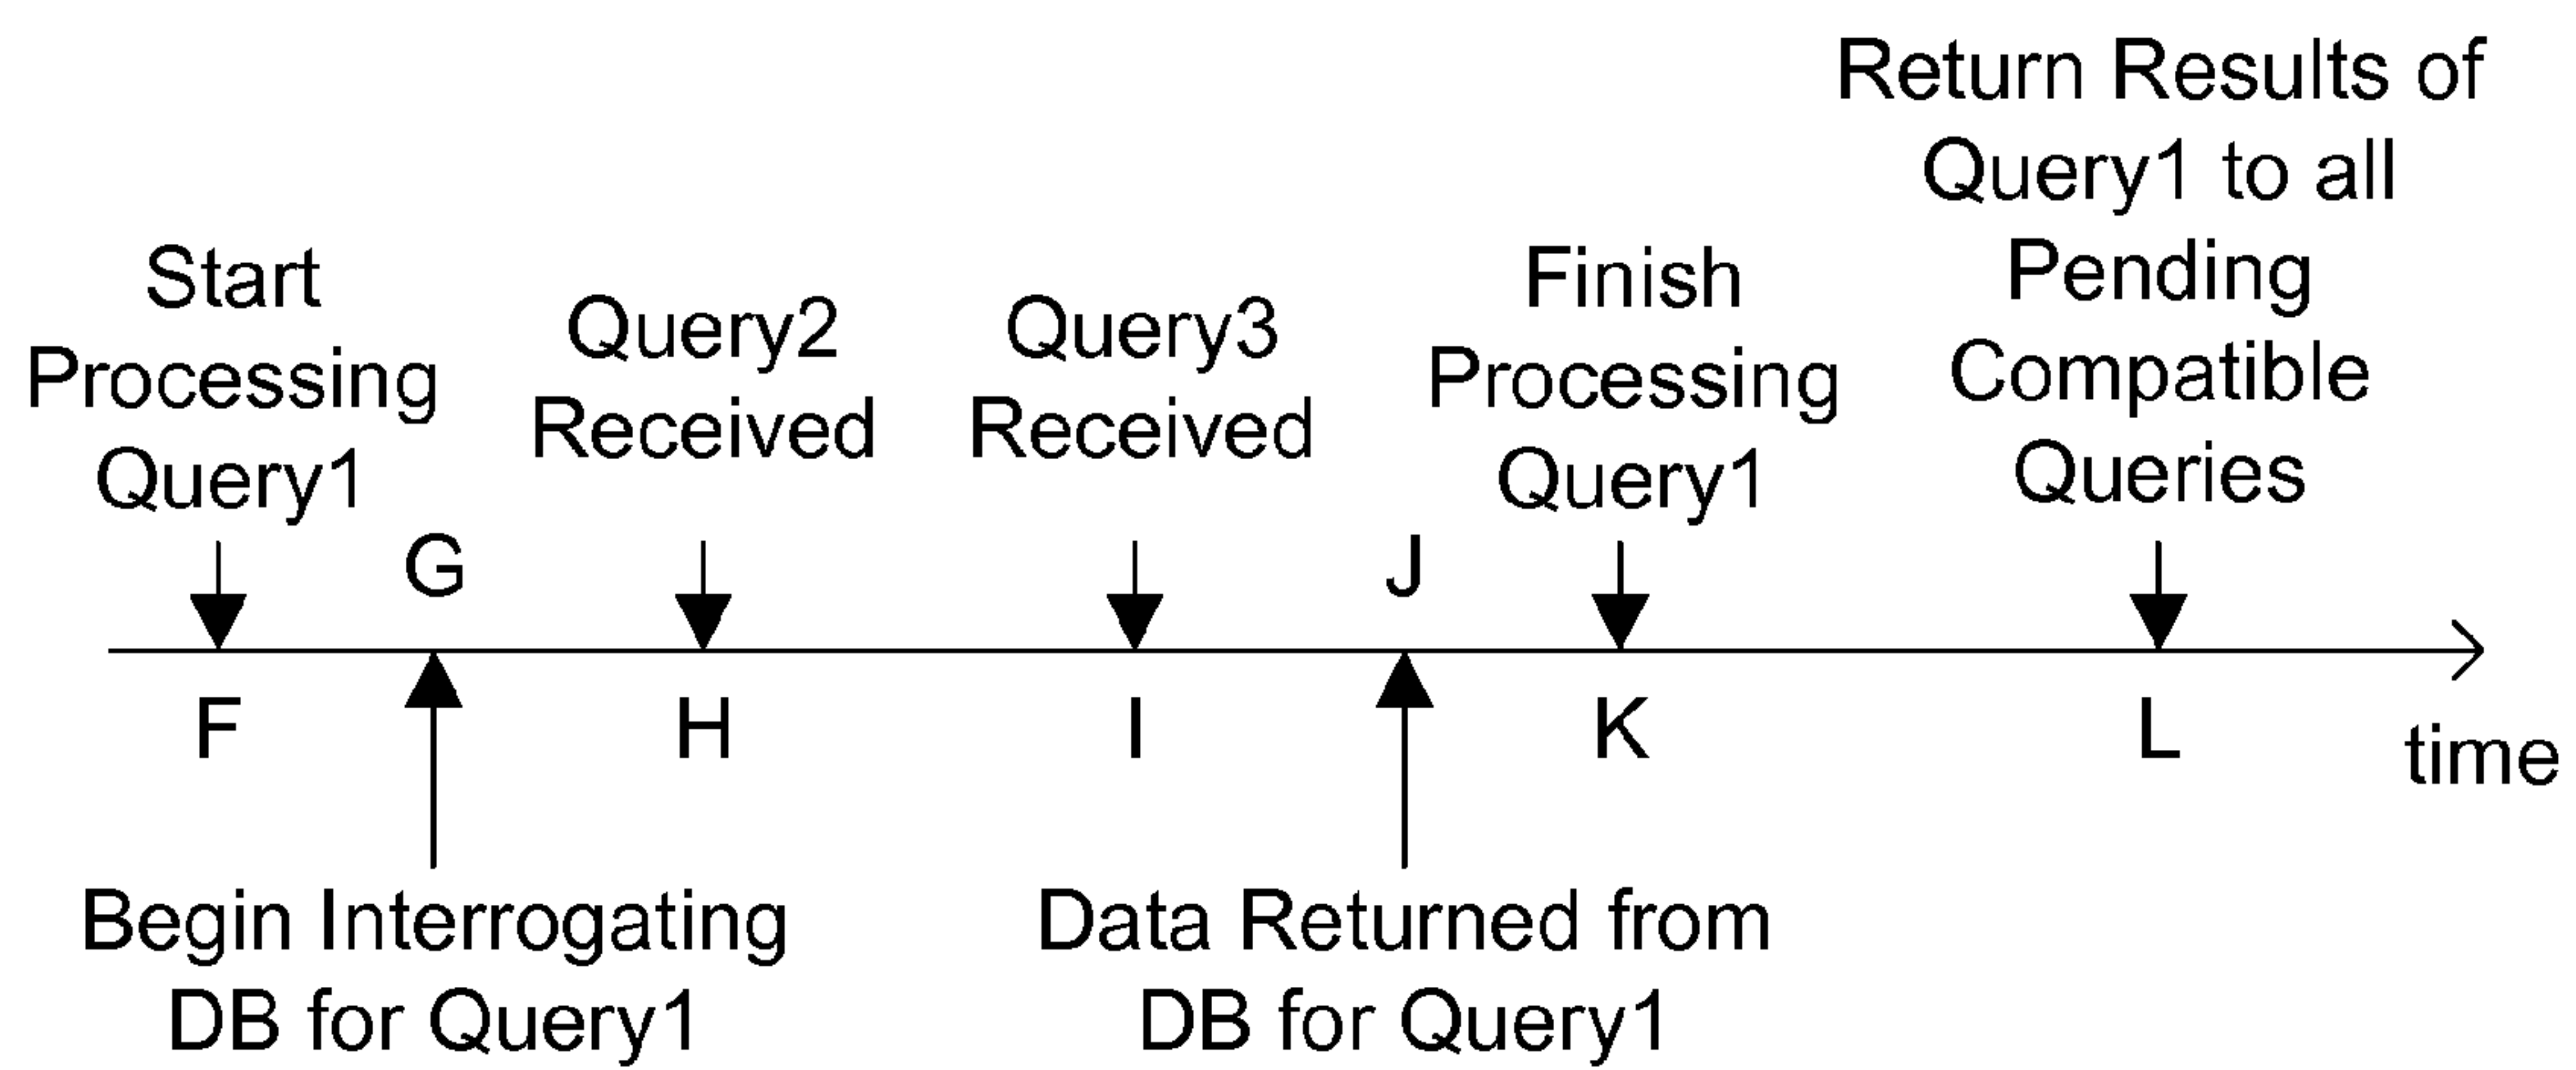 Start
Processing
Query1
G
Query2
Received
Query3
Received
J
Finish
Processing
Query1
Return Results of
Query1 to all
Pending
Compatible
Queries
F
H
I
K
L
time
Begin Interrogating
DB for Query1
Data Returned from
DB for Query1